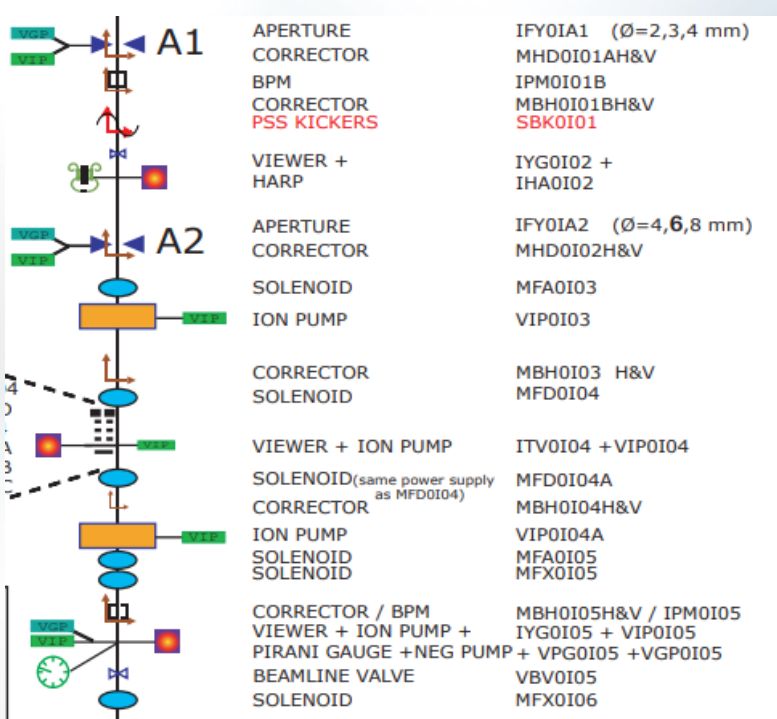 VGP
VIP
A1
APERTURE IFY0IA1 (Ø=2,3,4 mm)
CORRECTOR MHD0I01AH&V
BPM IPM0I01B
CORRECTOR MBH0I01BH&V
PSS KICKERS SBK0I01
VIEWER + IYG0I02 +
HARP IHA0I02
VGP
VIP
A2
APERTURE IFY0IA2 (Ø=4,6,8 mm)
CORRECTOR MHD0I02H&V
SOLENOID MFA0I03
VIP
ION PUMP VIP0I03
CORRECTOR MBH0I03 H&V
SOLENOID MFD0I04
4
A
B
C
VIP
VIEWER + ION PUMP ITV0I04 +VIP0I04
SOLENOID(same power supply MFD0I04A
as MFD0I04)
CORRECTOR MBH0I04H&V
VIP
ION PUMP VIP0I04A
SOLENOID MFA0I05
SOLENOID MFX0I05
CORRECTOR / BPM MBH0I05H&V / IPM0I05
VGP
VIP
VIEWER + ION PUMP + IYG0I05 + VIP0I05
PIRANI GAUGE +NEG PUMP + VPG0I05 +VGP0I05
BEAMLINE VALVE VBV0I05
SOLENOID MFX0I06